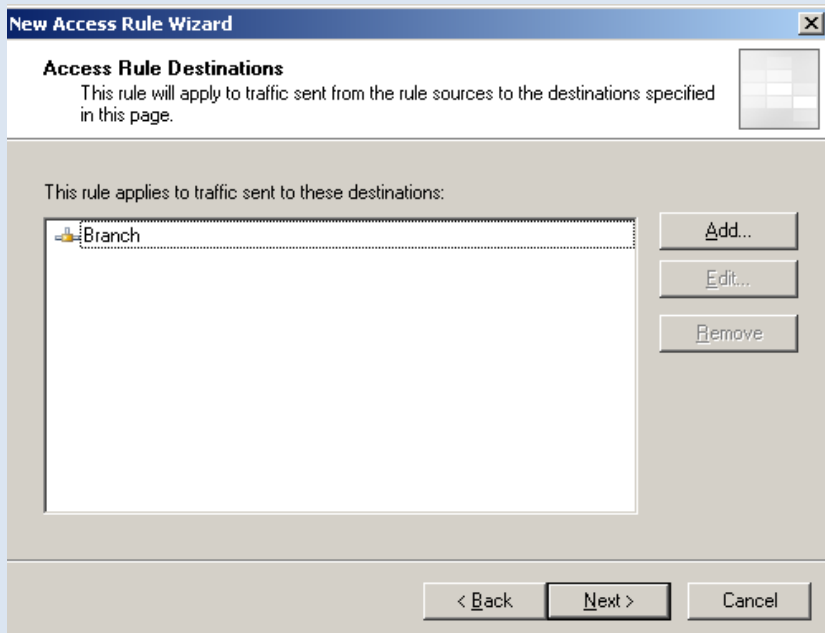 New Access Rule Wizard
Access Rule Destinations
This rule will apply to traffic sent from the rule sources to the destinations specified
in this page.
This rule applies to traffic sent to these destinations:
Branch
Add...
Edit...
Remove
< Back
Next >
Cancel